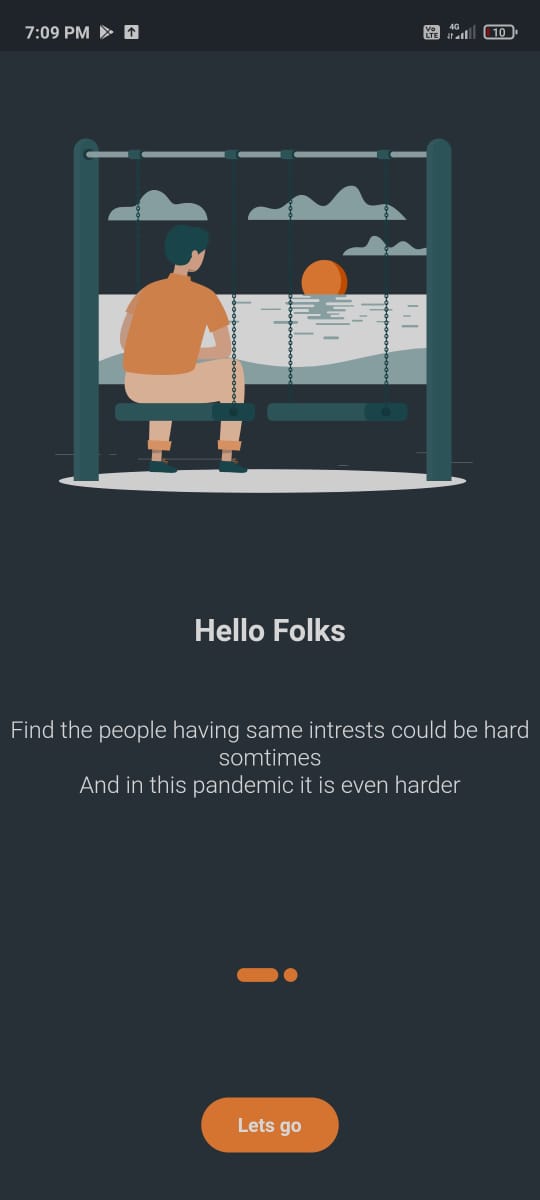 7:09 PM
Vo LTE 4G 10
Hello Folks
Find the people having same intrests could be hard
somtimes
And in this pandemic it is even harder
Lets go